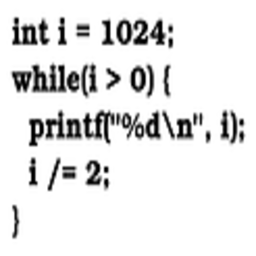 int i = 1024;
while(i > 0) {
printf("%d\n", i);
i /= 2;
}